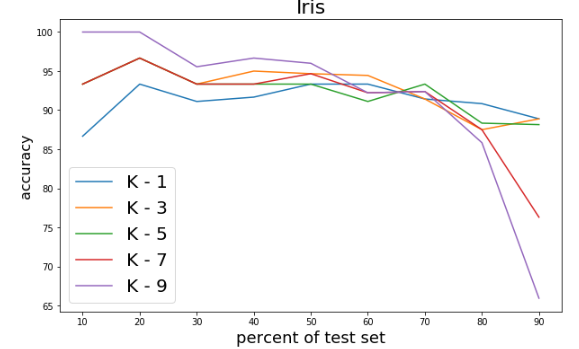 Iris
accuracy
100
95
90
85
80
75
70
65
K - 1
K - 3
K - 5
K - 7
K - 9
10 20 30 40 50 60 70 80 90
percent of test set